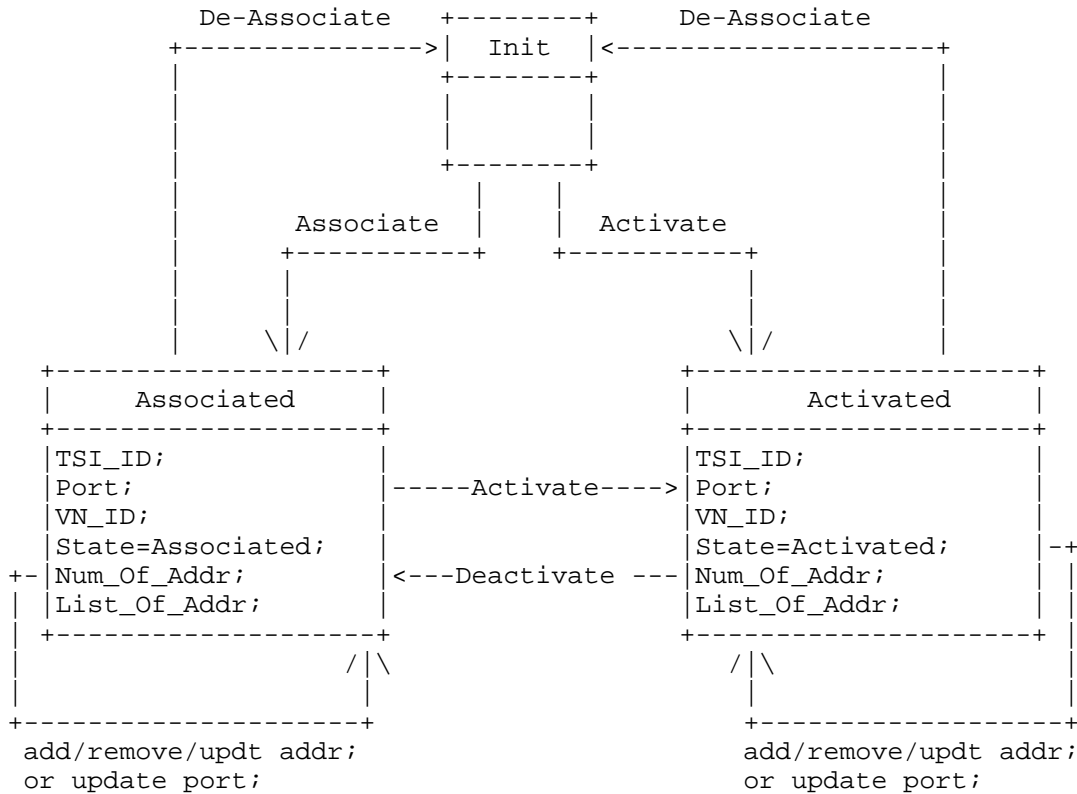 De-Associate De-Associate
Init
Associate Activate
Associated Activated
TSI_ID; TSI_ID;
Port; -----Activate----> Port;
VN_ID; VN_ID;
State=Associated; State=Activated;
Num_Of_Addr; <---Deactivate --- Num_Of_Addr;
List_Of_Addr; List_Of_Addr;
add/remove/updt addr; add/remove/updt addr;
or update port; or update port;